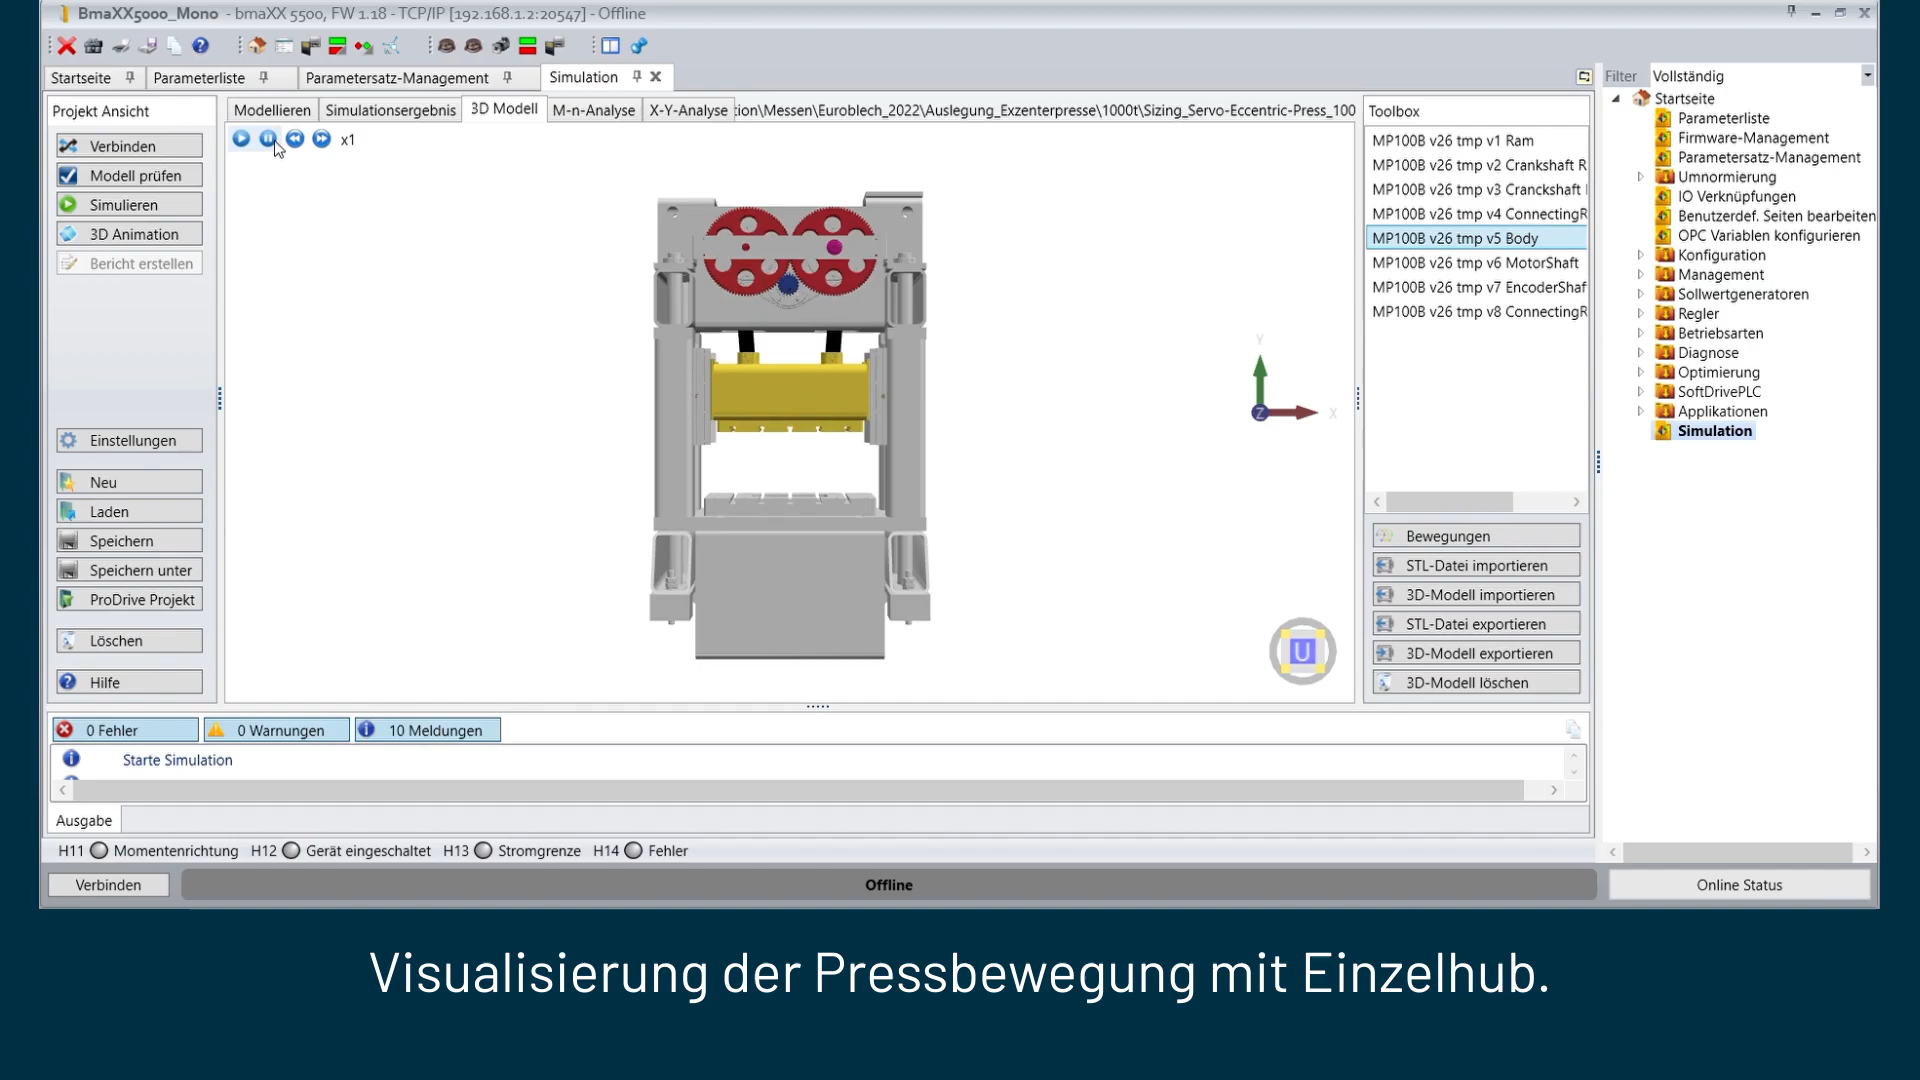 BmaXX5000_Mono - bmaXX 5500, FW 1.18 - TCP/IP [192.168.1.2:20547] - Offline
Startseite Parameterliste Parametersatz-Management Simulation
Projekt Ansicht
Verbinden
Modell prüfen
Simulieren
3D Animation
Bericht erstellen
Einstellungen
Neu
Laden
Speichern
Speichern unter
ProDrive Projekt
Löschen
Hilfe
Modellieren Simulationsergebnis 3D Modell M-n-Analyse X-Y-Analyse tion\Messen\Euroblech_2022\Auslegung_Exzenterpresse\1000t\Sizing_Servo-Eccentric-Press_100
x1
Y
Z X
U
Toolbox
MP100B v26 tmp v1 Ram
MP100B v26 tmp v2 Crankshaft R
MP100B v26 tmp v3 Cranckshaft
MP100B v26 tmp v4 ConnectingR
MP100B v26 tmp v5 Body
MP100B v26 tmp v6 MotorShaft
MP100B v26 tmp v7 EncoderShaf
MP100B v26 tmp v8 ConnectingR
Bewegungen
STL-Datei importieren
3D-Modell importieren
STL-Datei exportieren
3D-Modell exportieren
3D-Modell löschen
Filter Vollständig
Startseite
Parameterliste
Firmware-Management
Parametersatz-Management
Umnormierung
IO Verknüpfungen
Benutzerdef. Seiten bearbeiten
OPC Variablen konfigurieren
Konfiguration
Management
Sollwertgeneratoren
Regler
Betriebsarten
Diagnose
Optimierung
SoftDrivePLC
Applikationen
Simulation
0 Fehler 0 Warnungen 10 Meldungen
Starte Simulation
Ausgabe
H11 Momentenrichtung H12 Gerät eingeschaltet H13 Stromgrenze H14 Fehler
Verbinden Offline Online Status
Visualisierung der Pressbewegung mit Einzelhub.